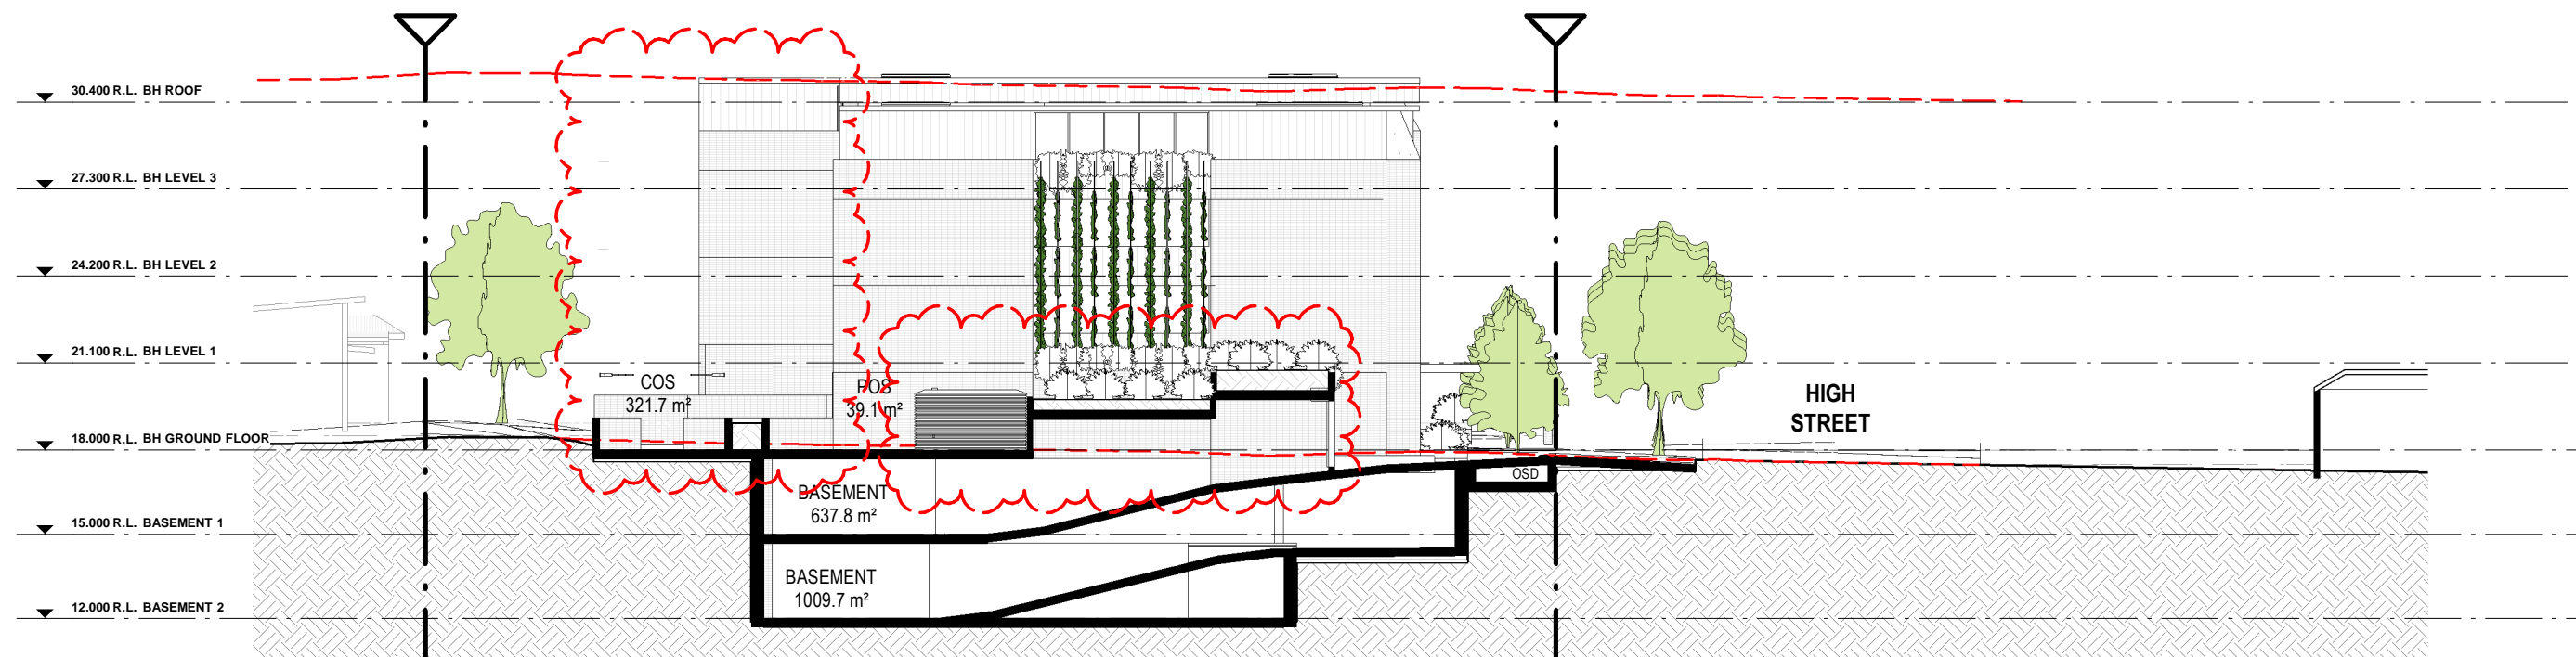 30.400 R.L. BH ROOF
27.300 R.L. BH LEVEL 3
24.200 R.L. BH LEVEL 2
21.100 R.L. BH LEVEL 1
COS
321.7 m²
POS
39.1 m²
HIGH
STREET
18.000 R.L. BH GROUND FLOOR
OSD
BASEMENT
637.8 m²
15.000 R.L. BASEMENT 1
BASEMENT
1009.7 m²
12.000 R.L. BASEMENT 2